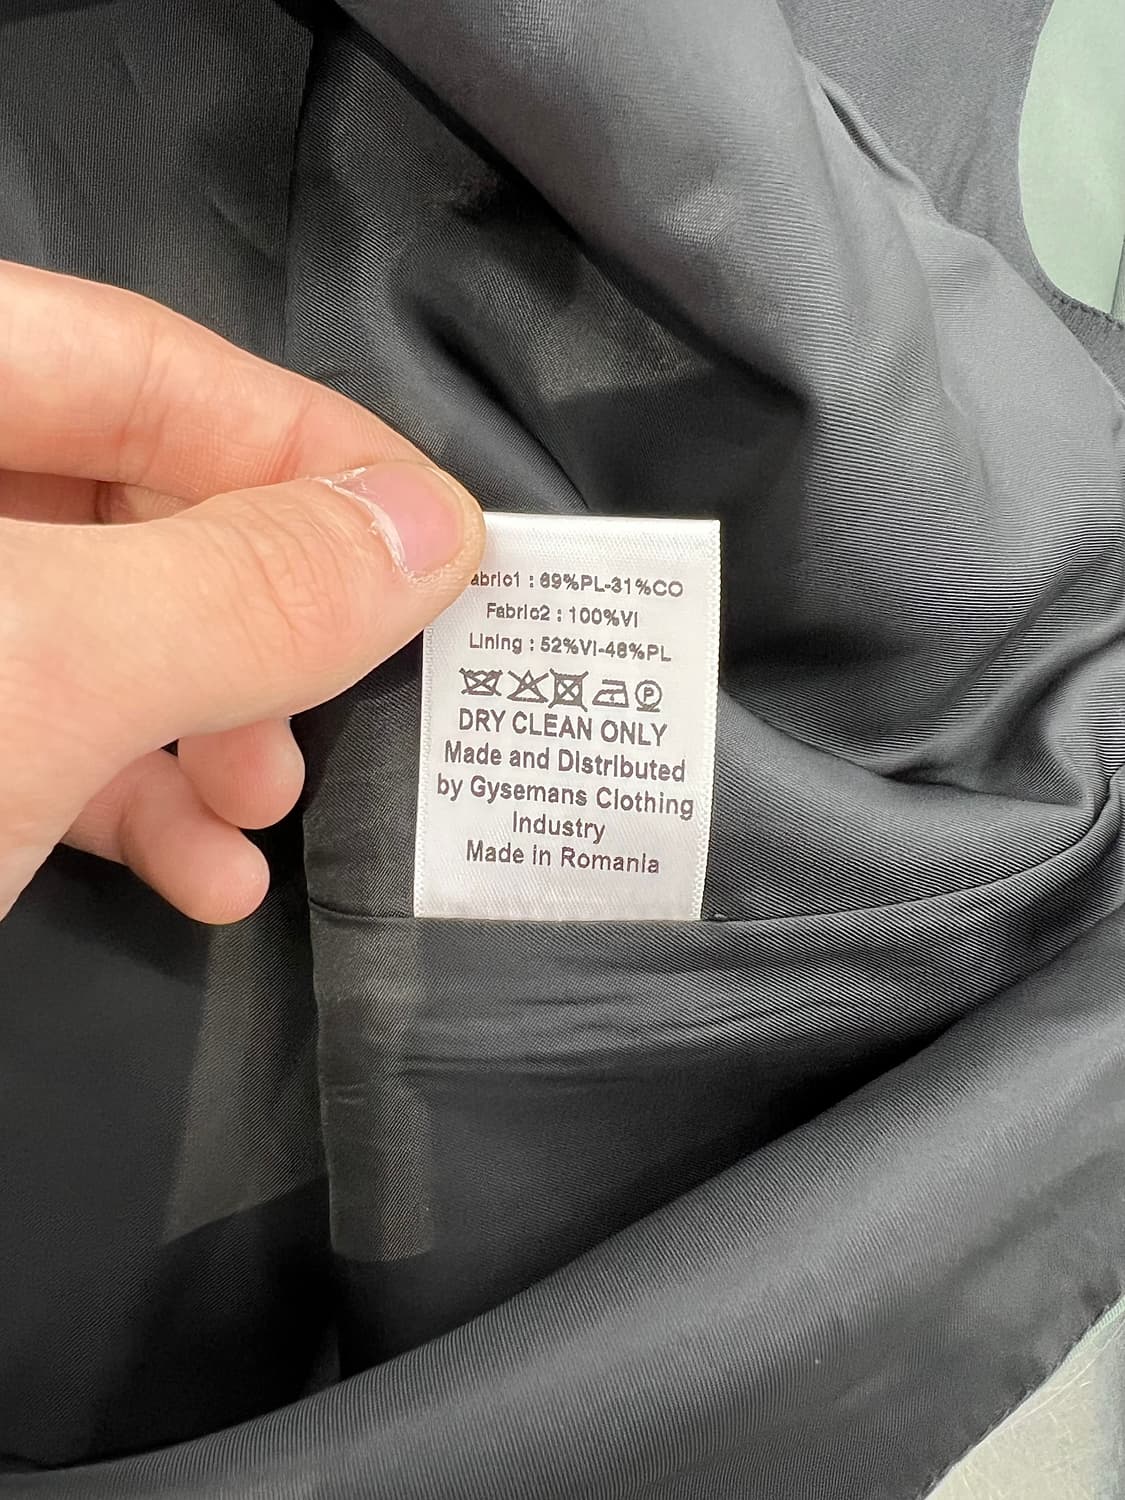 abric1 : 69%PL-31%CO
Fabric2 : 100%VI
Lining : 52%VI-48%PL
P
DRY CLEAN ONLY
Made and Distributed
by Gysemans Clothing
Industry
Made in Romania